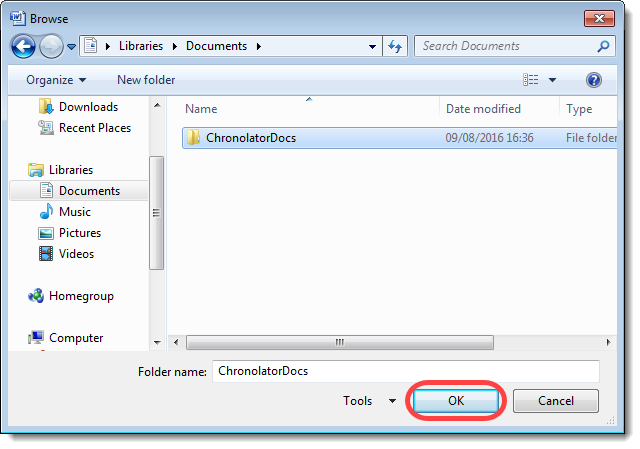 Browse
Libraries Documents
Search Documents
Organize New folder
Name Date modified Type
Downloads
Recent Places
Libraries
Documents
Music
Pictures
Videos
Homegroup
Computer
ChronolatorDocs 09/08/2016 16:36 File folder
Folder name: ChronolatorDocs
Tools OK Cancel